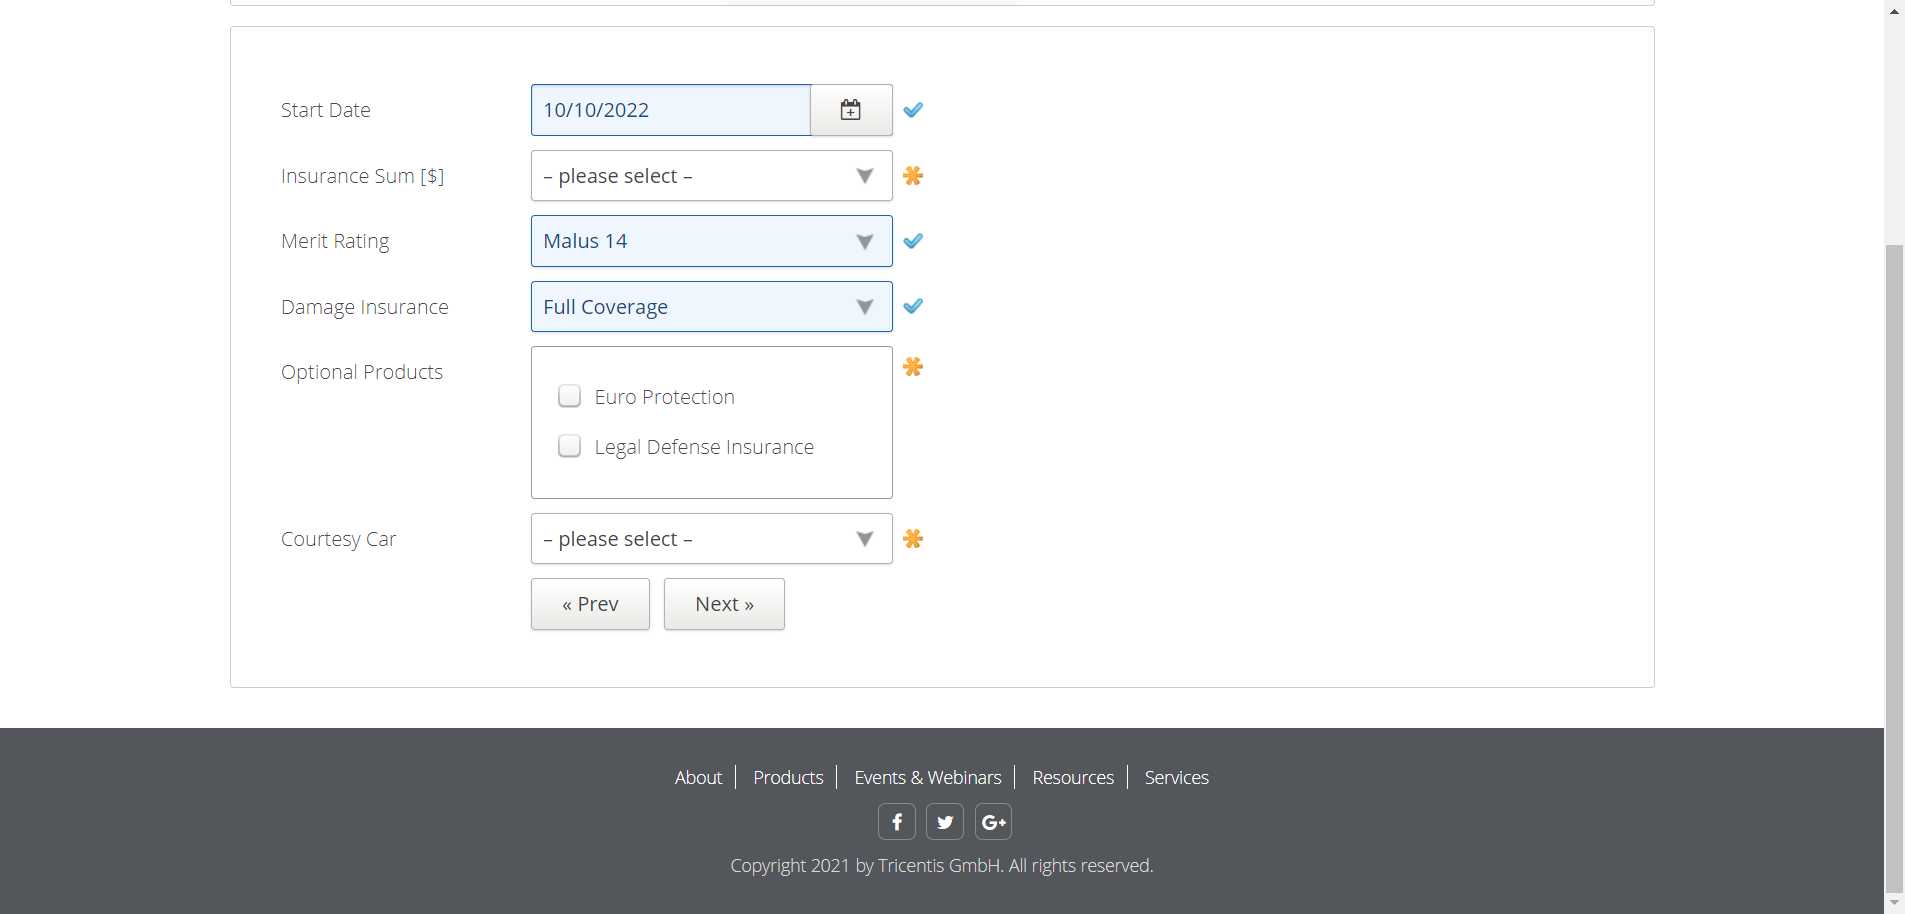 Start Date 10/10/2022
Insurance Sum [$] – please select –
Merit Rating Malus 14
Damage Insurance Full Coverage
Optional Products
Euro Protection
Legal Defense Insurance
Courtesy Car – please select –
« Prev Next »
About Products Events & Webinars Resources Services
f G+
Copyright 2021 by Tricentis GmbH. All rights reserved.